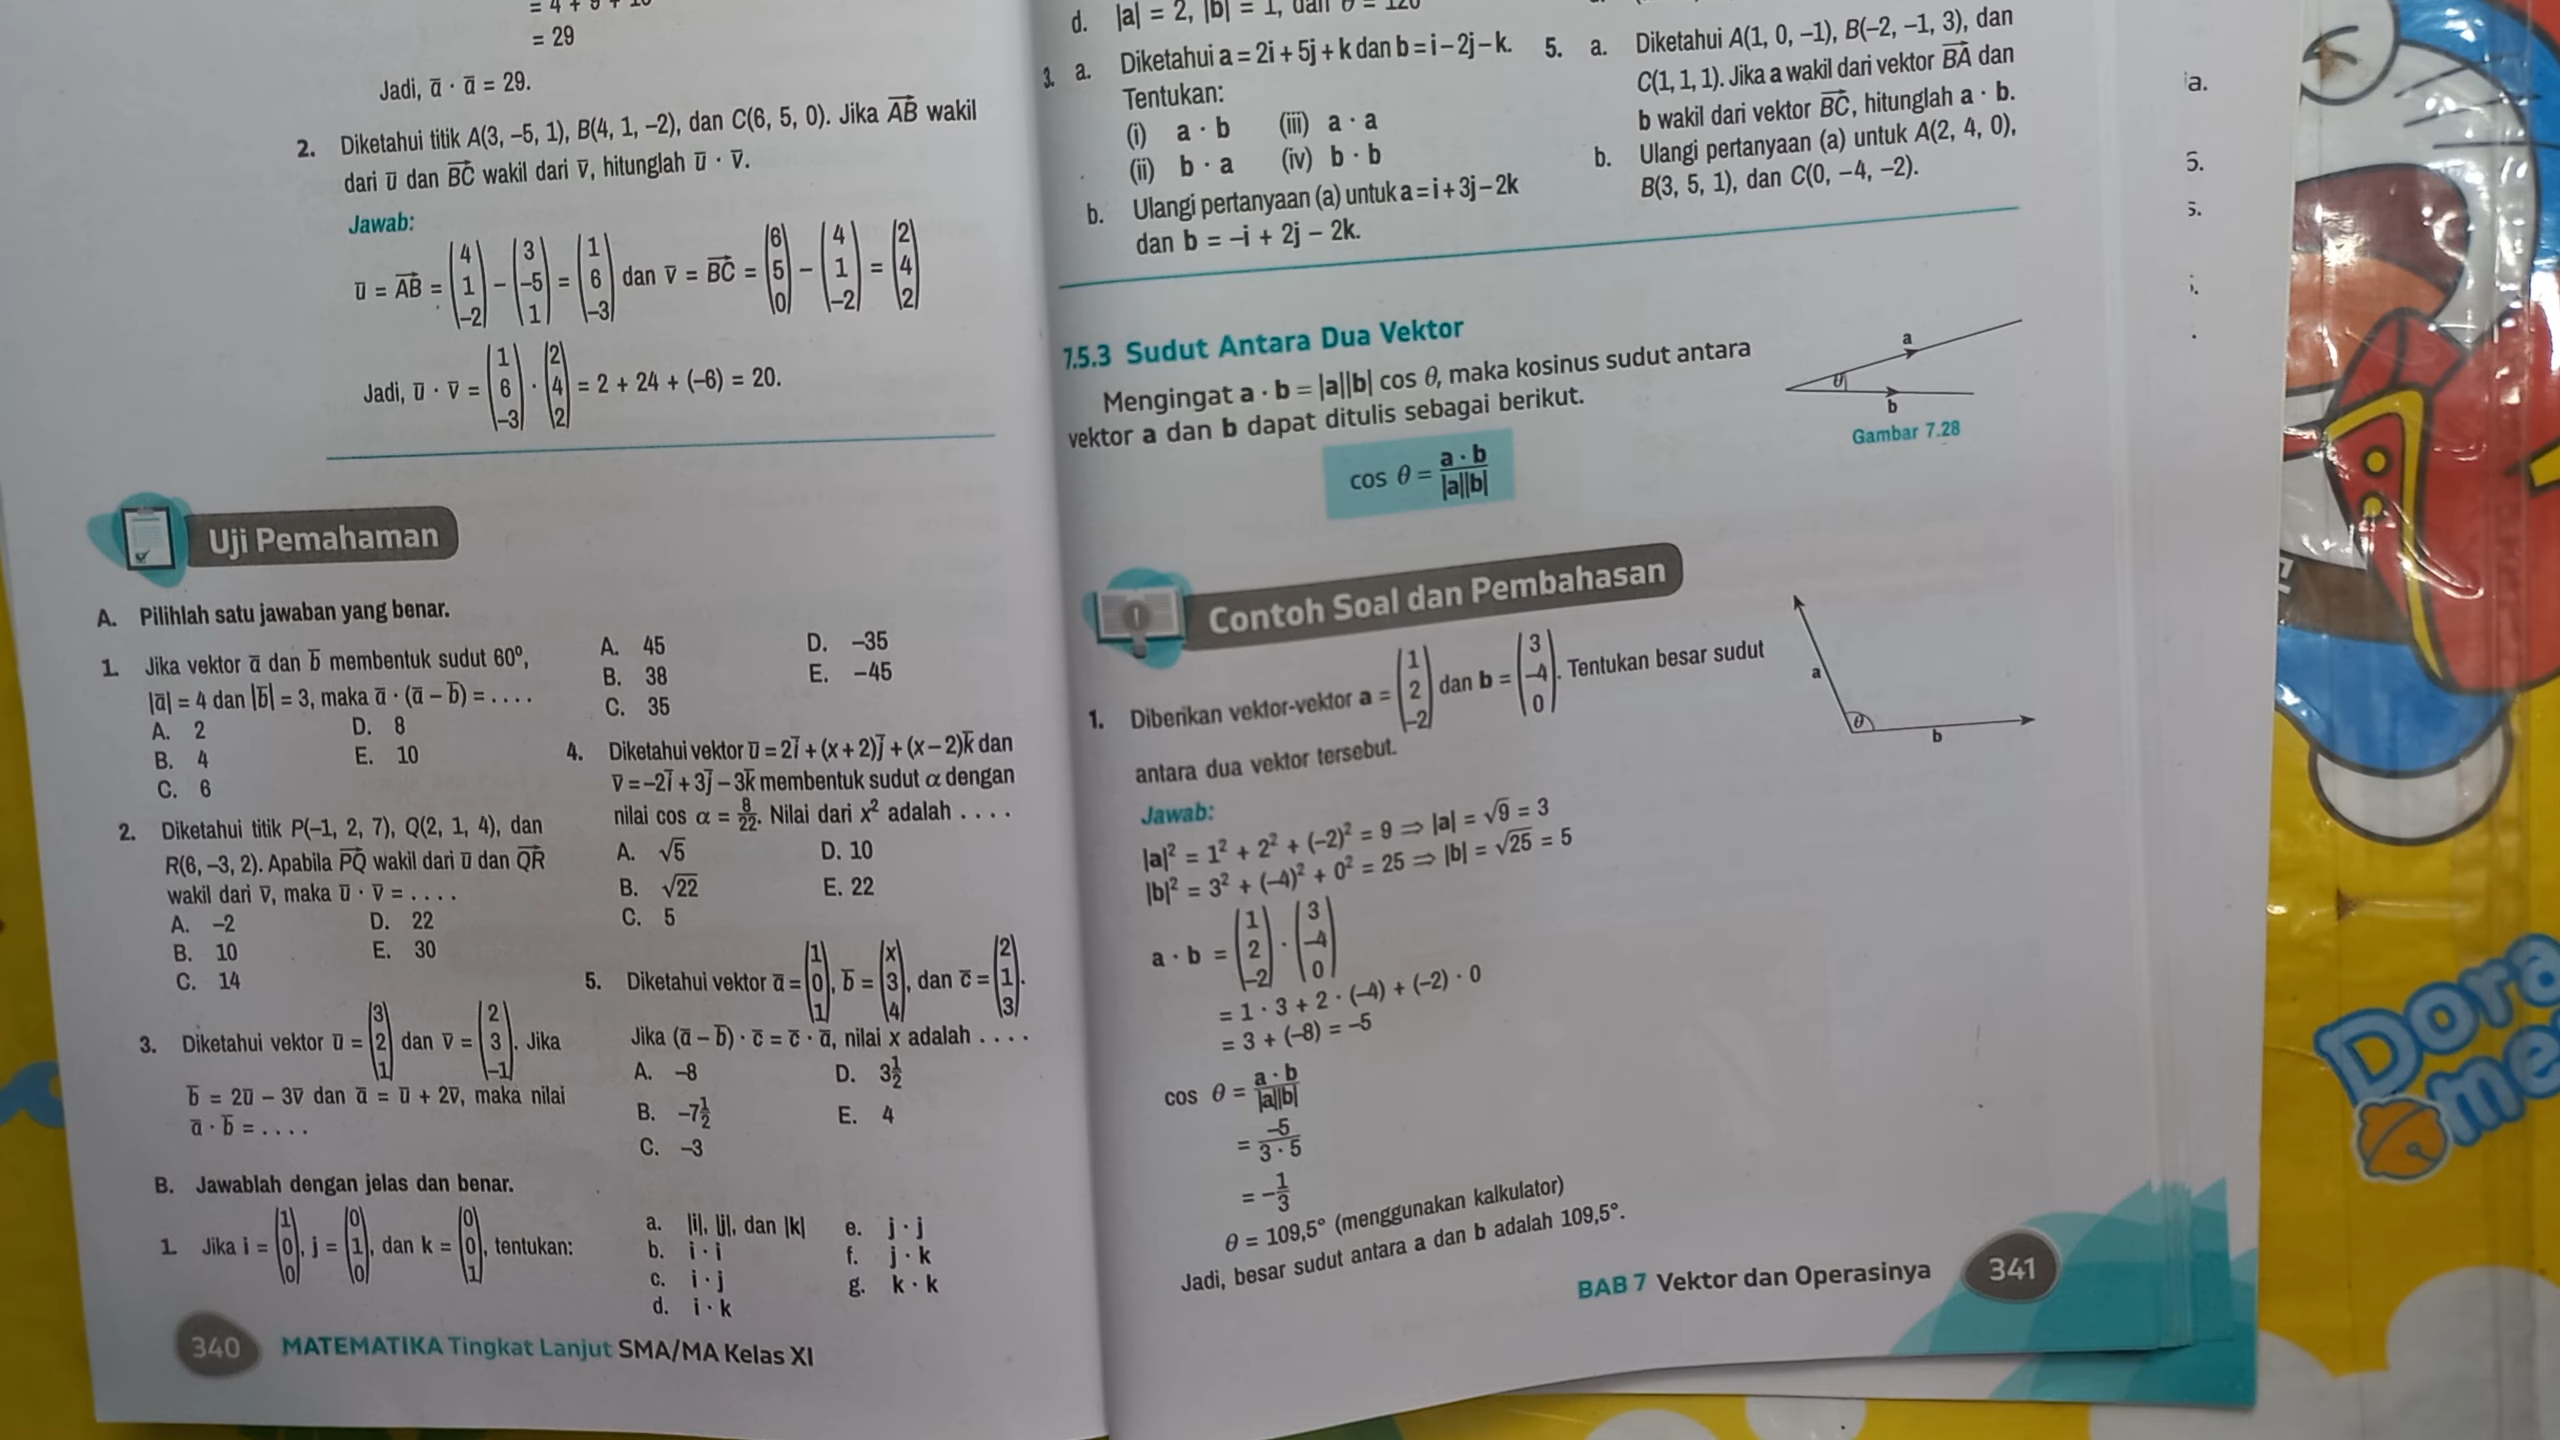 = 29
Jadi, a̅ · a̅ = 29.
2. Diketahui titik A(3, –5, 1), B(4, 1, –2), dan C(6, 5, 0). Jika AB→ wakil
dari u̅ dan BC→ wakil dari v̅, hitunglah u̅ · v̅.
Jawab:
u̅ = AB→ = (4 1 –2) – (3 –5 1) = (1 6 –3) dan v̅ = BC→ = (6 5 0) – (4 1 –2) = (2 4 2)
Jadi, u̅ · v̅ = (1 6 –3) · (2 4 2) = 2 + 24 + (–6) = 20.
Uji Pemahaman
A. Pilihlah satu jawaban yang benar.
1. Jika vektor a̅ dan b̅ membentuk sudut 60°,
|a̅| = 4 dan |b̅| = 3, maka a̅ · (a̅ – b̅) = . . . .
A. 2 D. 8
B. 4 E. 10
C. 6
2. Diketahui titik P(–1, 2, 7), Q(2, 1, 4), dan
R(6, –3, 2). Apabila PQ→ wakil dari u̅ dan QR→
wakil dari v̅, maka u̅ · v̅ = . . . .
A. –2 D. 22
B. 10 E. 30
C. 14
3. Diketahui vektor u̅ = (3 2 1) dan v̅ = (2 3 –1). Jika
b̅ = 2u̅ – 3v̅ dan a̅ = u̅ + 2v̅, maka nilai
a̅ · b̅ = . . . .
A. 45 D. –35
B. 38 E. –45
C. 35
4. Diketahui vektor u̅ = 2i̅ + (x + 2)j̅ + (x – 2)k̅ dan
v̅ = –2i̅ + 3j̅ – 3k̅ membentuk sudut α dengan
nilai cos α = 8/22. Nilai dari x² adalah . . . .
A. √5 D. 10
B. √22 E. 22
C. 5
5. Diketahui vektor a̅ = (1 0 1), b̅ = (x 3 4), dan c̅ = (2 1 3).
Jika (a̅ – b̅) · c̅ = c̅ · a̅, nilai x adalah . . . .
A. –8 D. 3½
B. –7½ E. 4
C. –3
B. Jawablah dengan jelas dan benar.
1. Jika i = (1 0 0), j = (0 1 0), dan k = (0 0 1), tentukan:
a. |i|, |j|, dan |k| e. j · j
b. i · i f. j · k
c. i · j g. k · k
d. i · k
340 MATEMATIKA Tingkat Lanjut SMA/MA Kelas XI
d. |a| = 2, |b| = 1, dan θ = 120
3. a. Diketahui a = 2i + 5j + k dan b = i – 2j – k.
Tentukan:
(i) a · b (iii) a · a
(ii) b · a (iv) b · b
b. Ulangi pertanyaan (a) untuk a = i + 3j – 2k
dan b = –i + 2j – 2k.
5. a. Diketahui A(1, 0, –1), B(–2, –1, 3), dan
C(1, 1, 1). Jika a wakil dari vektor BA→ dan
b wakil dari vektor BC→, hitunglah a · b.
b. Ulangi pertanyaan (a) untuk A(2, 4, 0),
B(3, 5, 1), dan C(0, –4, –2).
7.5.3 Sudut Antara Dua Vektor
Mengingat a · b = |a||b| cos θ, maka kosinus sudut antara
vektor a dan b dapat ditulis sebagai berikut.
cos θ = a · b/|a||b|
a
θ
b
Gambar 7.28
Contoh Soal dan Pembahasan
1. Diberikan vektor-vektor a = (1 2 –2) dan b = (3 –4 0). Tentukan besar sudut
antara dua vektor tersebut.
a
θ
b
Jawab:
|a|² = 1² + 2² + (–2)² = 9 ⇒ |a| = √9 = 3
|b|² = 3² + (–4)² + 0² = 25 ⇒ |b| = √25 = 5
a · b = (1 2 –2) · (3 –4 0)
= 1 · 3 + 2 · (–4) + (–2) · 0
= 3 + (–8) = –5
cos θ = a · b/|a||b|
= –5/3 · 5
= –1/3
θ = 109,5° (menggunakan kalkulator)
Jadi, besar sudut antara a dan b adalah 109,5°.
BAB 7 Vektor dan Operasinya 341
a.
5.
5.
i.
Dora
me